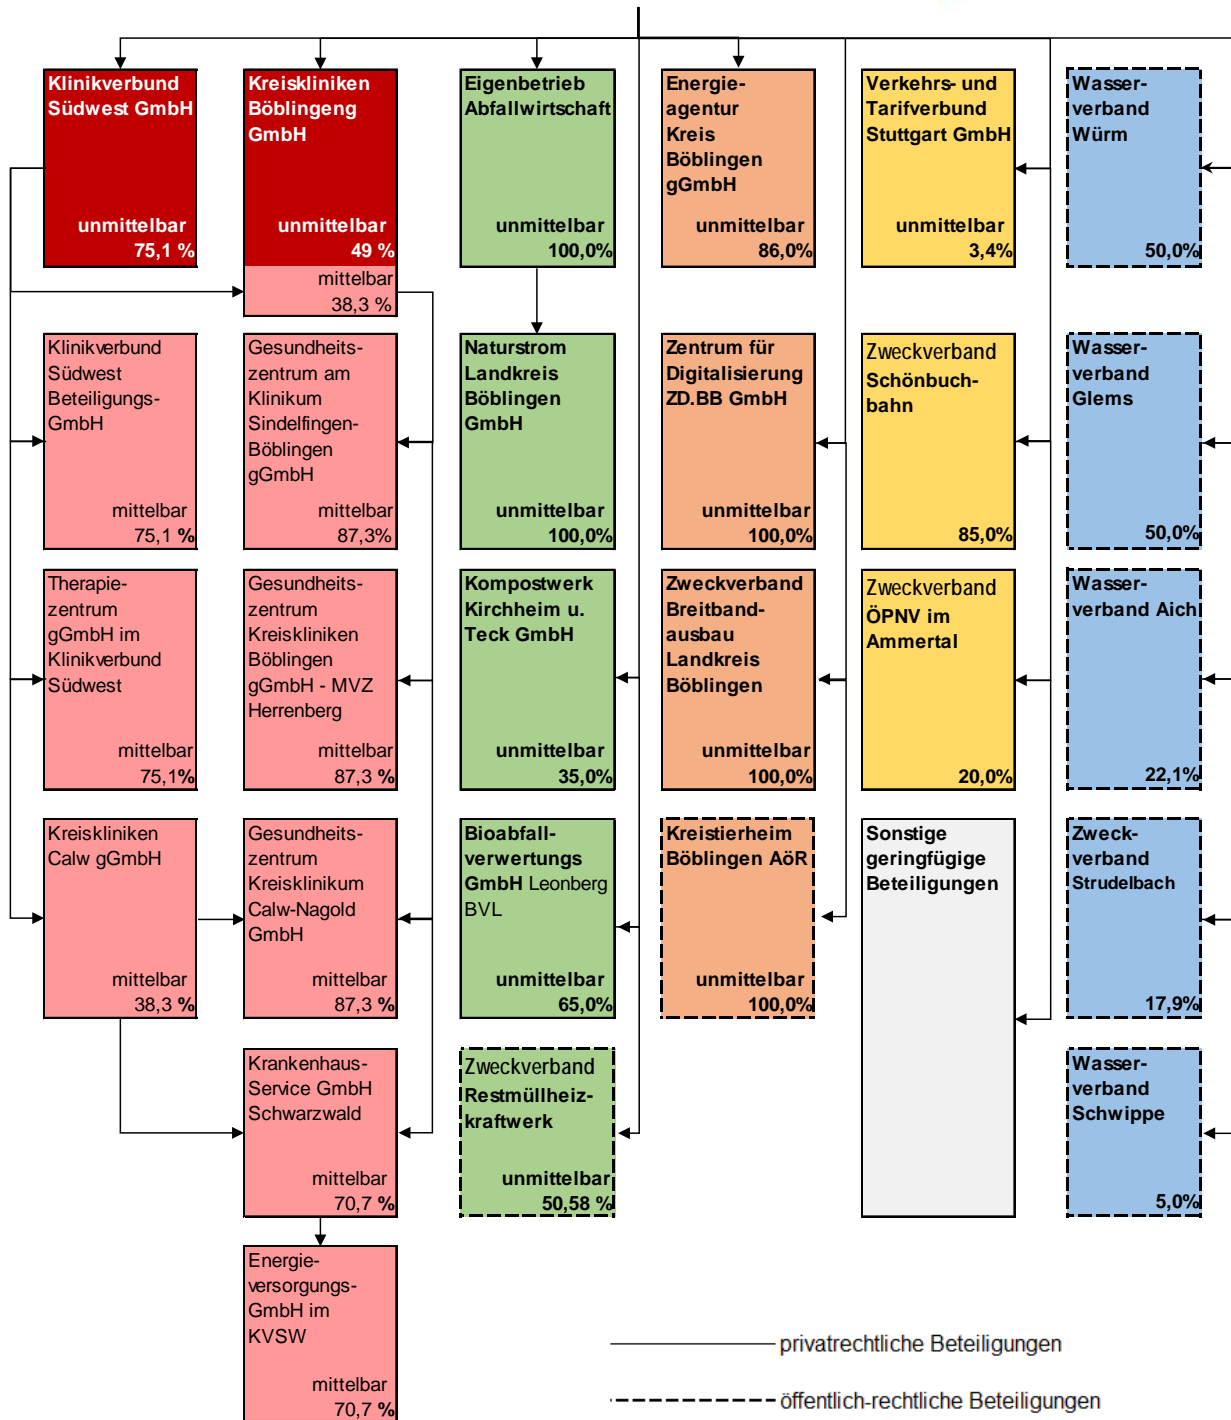 Klinikverbund
Südwest GmbH
unmittelbar
75,1 %
Kreiskliniken
Böblingeng
GmbH
unmittelbar
49 %
mittelbar
38,3 %
Eigenbetrieb
Abfallwirtschaft
unmittelbar
100,0%
Energie-
agentur
Kreis
Böblingen
gGmbH
unmittelbar
86,0%
Verkehrs- und
Tarifverbund
Stuttgart GmbH
unmittelbar
3,4%
Wasser-
verband
Würm
50,0%
Klinikverbund
Südwest
Beteiligungs-
GmbH
mittelbar
75,1 %
Gesundheits-
zentrum am
Klinikum
Sindelfingen-
Böblingen
gGmbH
mittelbar
87,3%
Naturstrom
Landkreis
Böblingen
GmbH
unmittelbar
100,0%
Zentrum für
Digitalisierung
ZD.BB GmbH
unmittelbar
100,0%
Zweckverband
Schönbuch-
bahn
85,0%
Wasser-
verband
Glems
50,0%
Therapie-
zentrum
gGmbH im
Klinikverbund
Südwest
mittelbar
75,1%
Gesundheits-
zentrum
Kreiskliniken
Böblingen
gGmbH - MVZ
Herrenberg
mittelbar
87,3 %
Kompostwerk
Kirchheim u.
Teck GmbH
unmittelbar
35,0%
Zweckverband
Breitband-
ausbau
Landkreis
Böblingen
unmittelbar
100,0%
Zweckverband
ÖPNV im
Ammertal
20,0%
Wasser-
verband Aich
22,1%
Kreiskliniken
Calw gGmbH
mittelbar
38,3 %
Gesundheits-
zentrum
Kreisklinikum
Calw-Nagold
GmbH
mittelbar
87,3 %
Bioabfall-
verwertungs
GmbH Leonberg
BVL
unmittelbar
65,0%
Kreistierheim
Böblingen AöR
unmittelbar
100,0%
Sonstige
geringfügige
Beteiligungen
Zweck-
verband
Strudelbach
17,9%
Krankenhaus-
Service GmbH
Schwarzwald
mittelbar
70,7 %
Zweckverband
Restmüllheiz-
kraftwerk
unmittelbar
50,58 %
Wasser-
verband
Schwippe
5,0%
Energie-
versorgungs-
GmbH im
KVSW
mittelbar
70,7 %
privatrechtliche Beteiligungen
öffentlich-rechtliche Beteiligungen